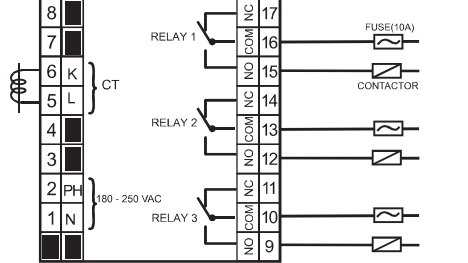 8 NC 17
FUSE(10A)
7 RELAY 1 COM 16
6 K NO 15
CT
CONTACTOR
5 L NC 14
4 RELAY 2 COM 13
3 NO 12
2 PH NC 11
180 - 250 VAC
1 N RELAY 3 COM 10
NO 9